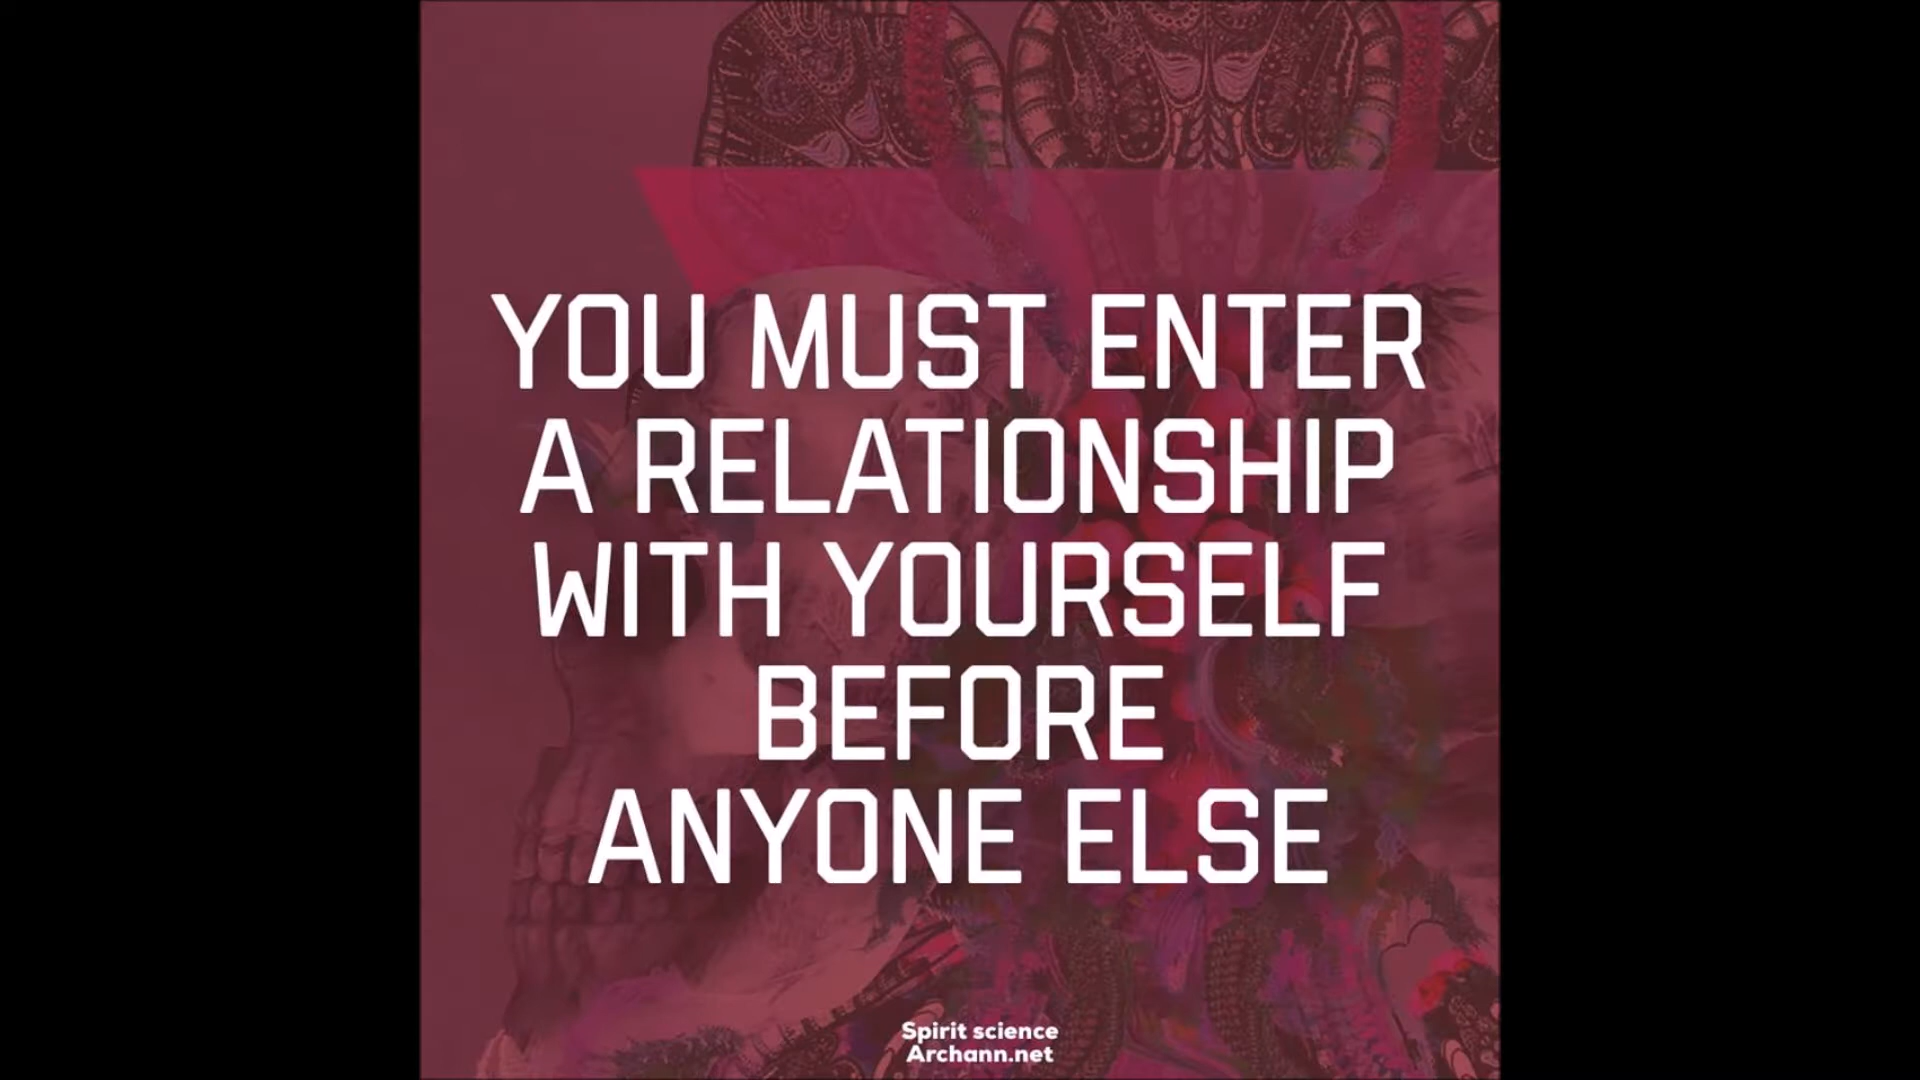 YOU MUST ENTER
A RELATIONSHIP
WITH YOURSELF
BEFORE
ANYONE ELSE
Spirit science
Archann.net